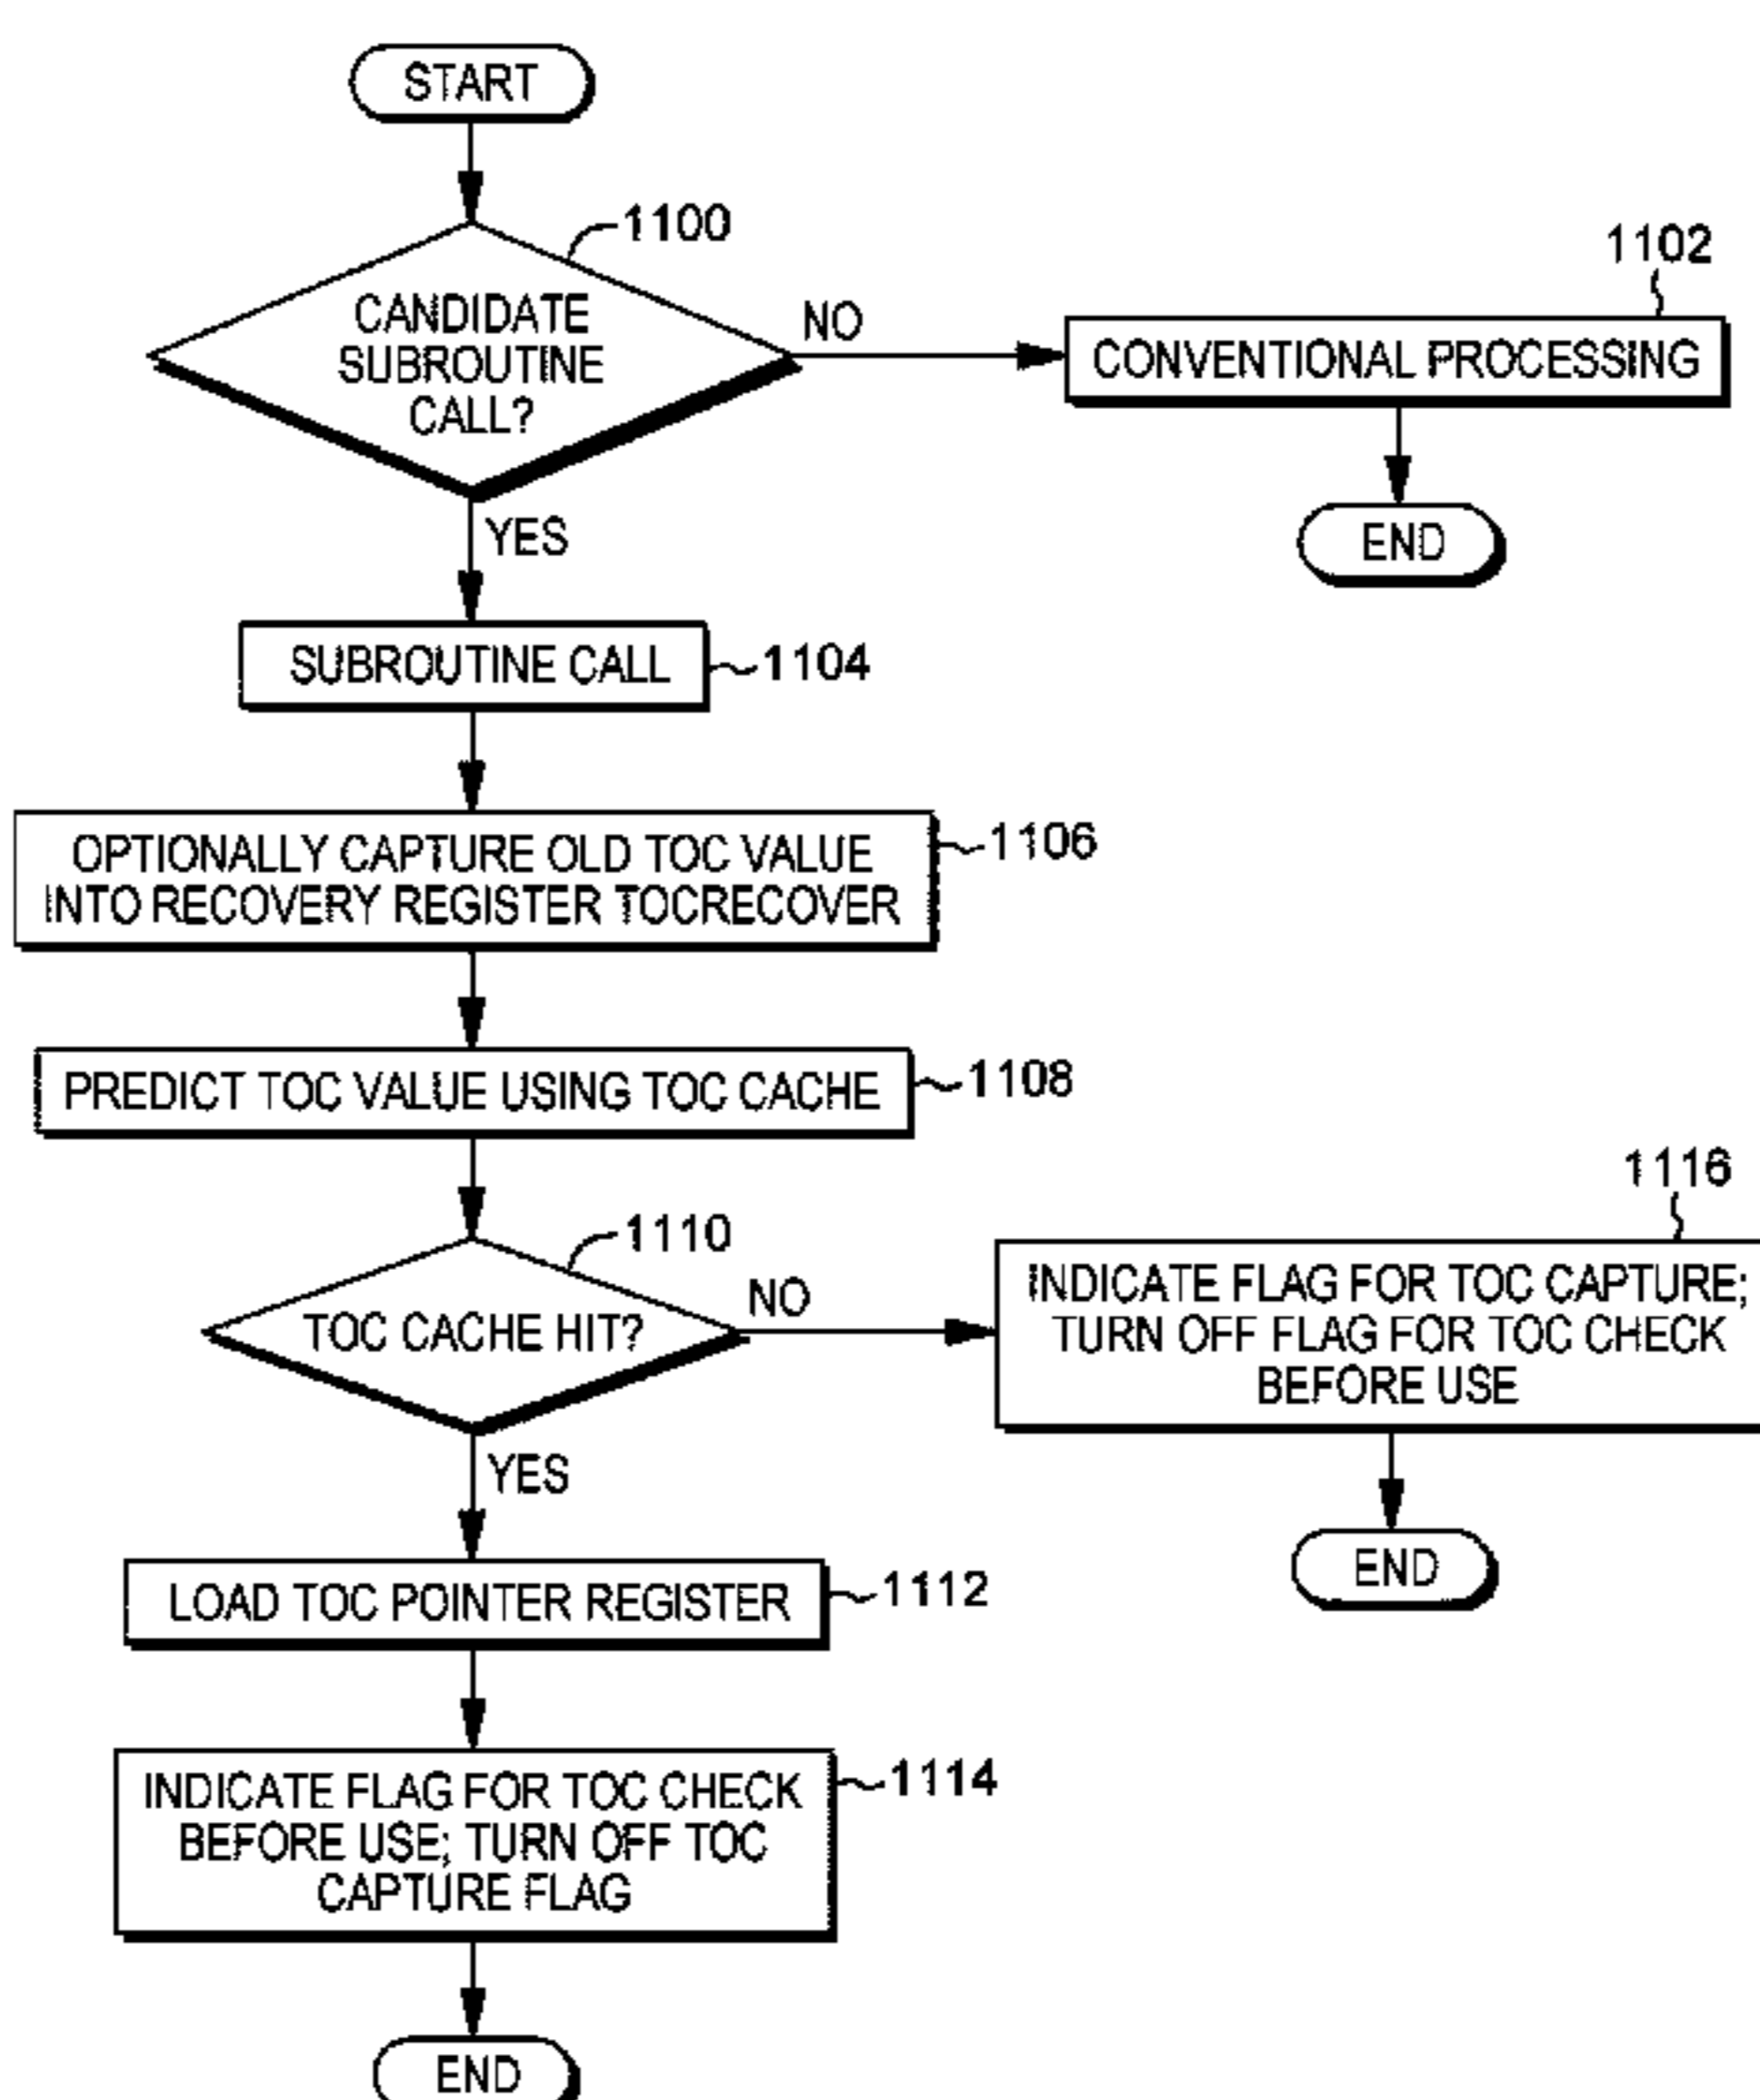 START
1100
CANDIDATE
SUBROUTINE
CALL?
NO
1102
CONVENTIONAL PROCESSING
END
YES
SUBROUTINE CALL
1104
OPTIONALLY CAPTURE OLD TOC VALUE
INTO RECOVERY REGISTER TOCRECOVER
1106
PREDICT TOC VALUE USING TOC CACHE
1108
1110
TOC CACHE HIT?
NO
1116
INDICATE FLAG FOR TOC CAPTURE;
TURN OFF FLAG FOR TOC CHECK
BEFORE USE
END
YES
LOAD TOC POINTER REGISTER
1112
INDICATE FLAG FOR TOC CHECK
BEFORE USE; TURN OFF TOC
CAPTURE FLAG
1114
END